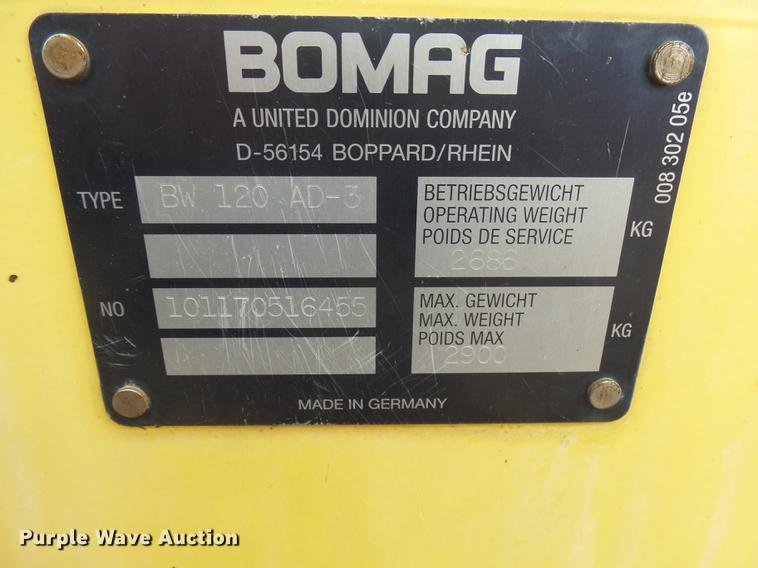 BOMAG
A UNITED DOMINION COMPANY
D-56154 BOPPARD/RHEIN
TYPE BW 120 AD-3
NO 101170516455
BETRIEBSGEWICHT
OPERATING WEIGHT
POIDS DE SERVICE
2686 KG
MAX. GEWICHT
MAX. WEIGHT
POIDS MAX
2900 KG
MADE IN GERMANY
008 302 05e
Purple Wave Auction